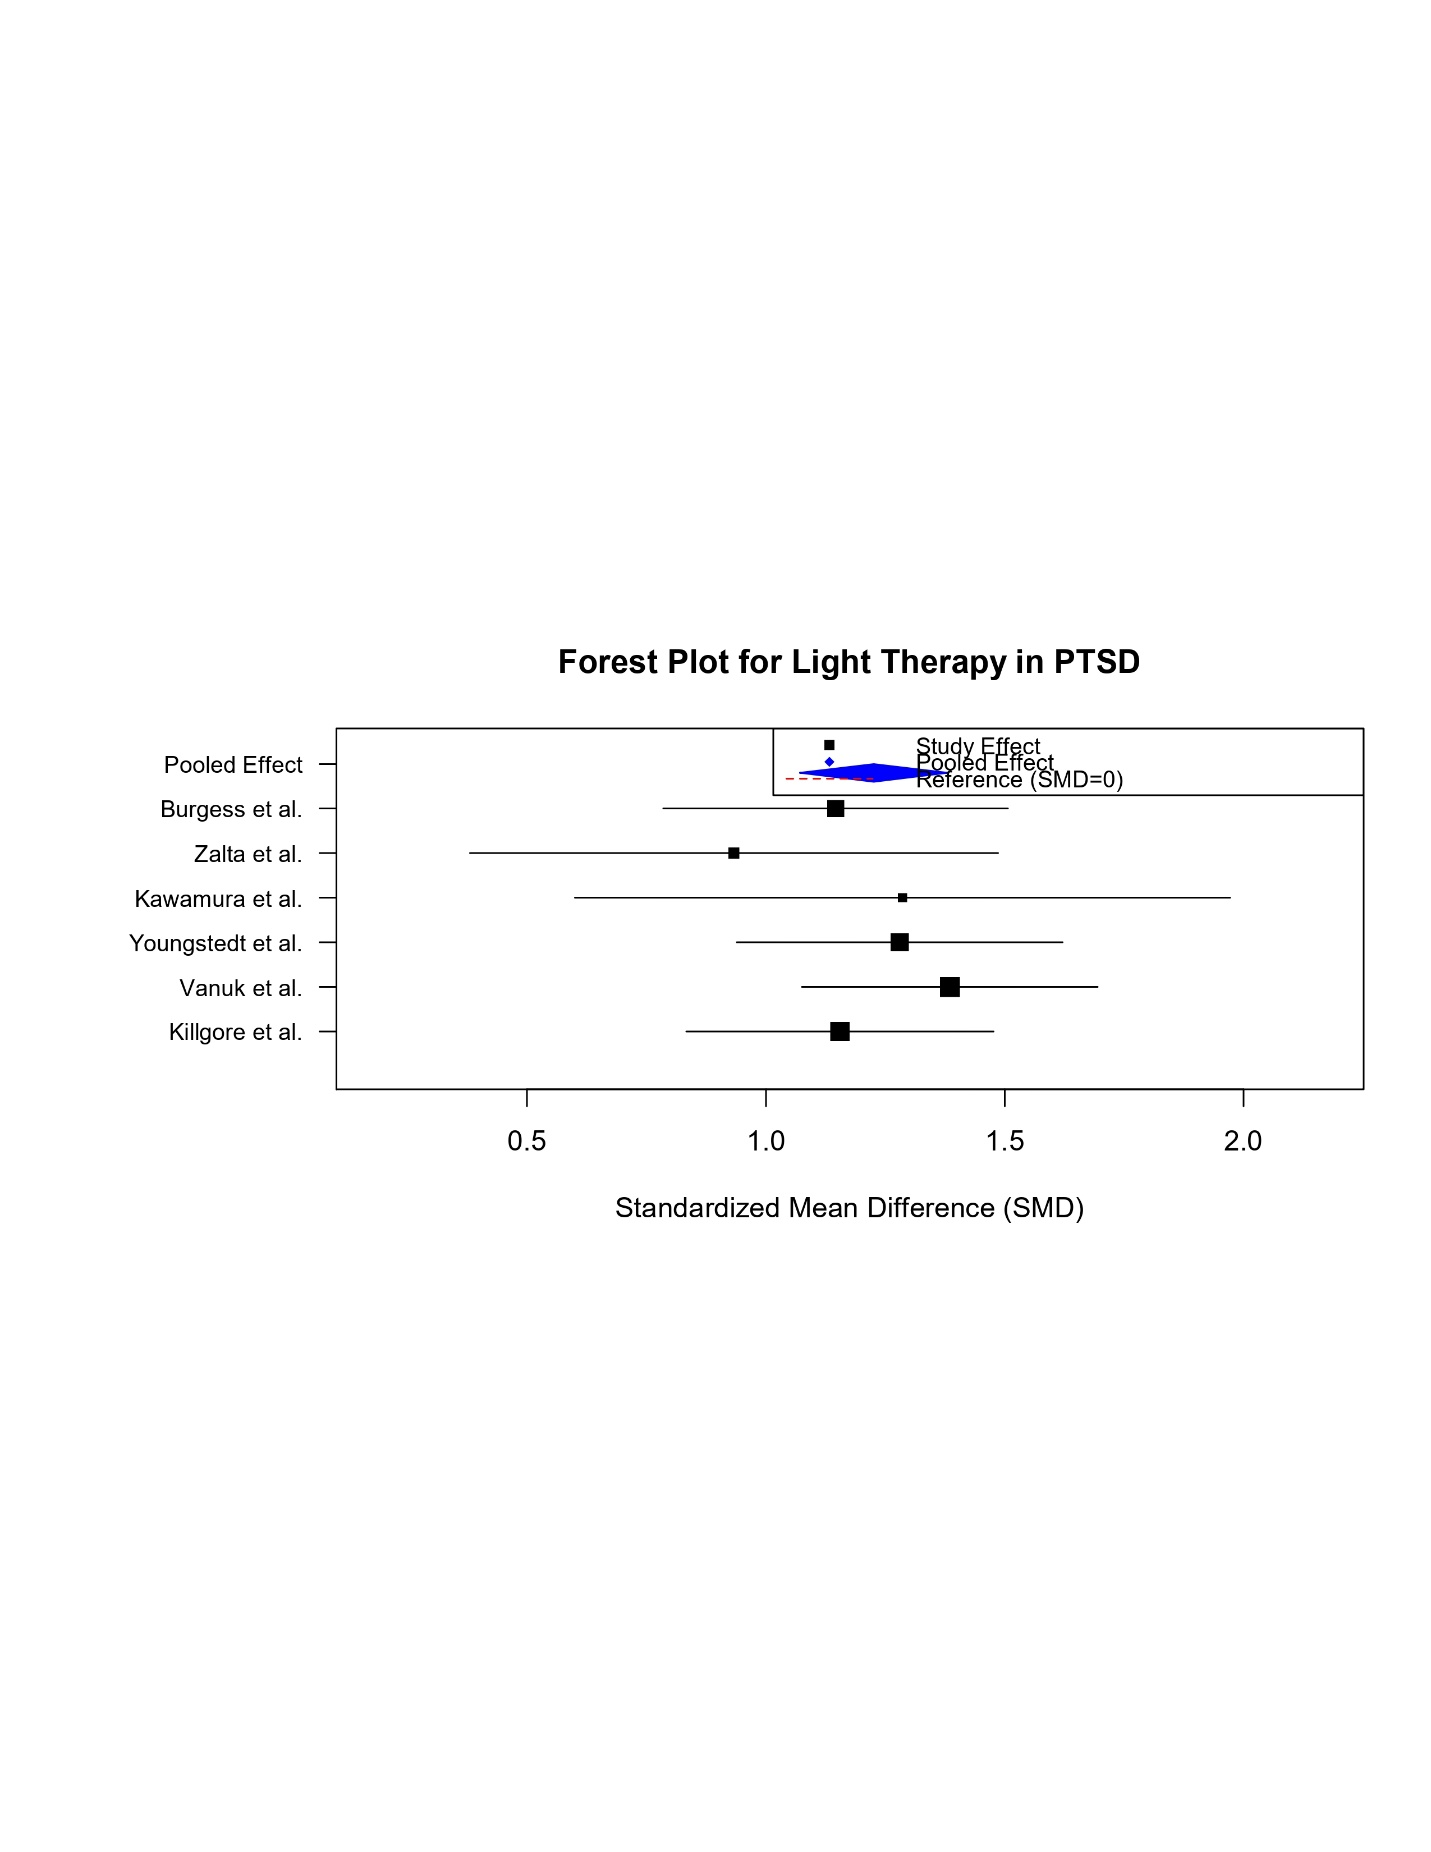 Forest Plot for Light Therapy in PTSD
Study Effect
Pooled Effect
Reference (SMD=0)
Pooled Effect
Burgess et al.
Zalta et al.
Kawamura et al.
Youngstedt et al.
Vanuk et al.
Killgore et al.
0.5 1.0 1.5 2.0
Standardized Mean Difference (SMD)